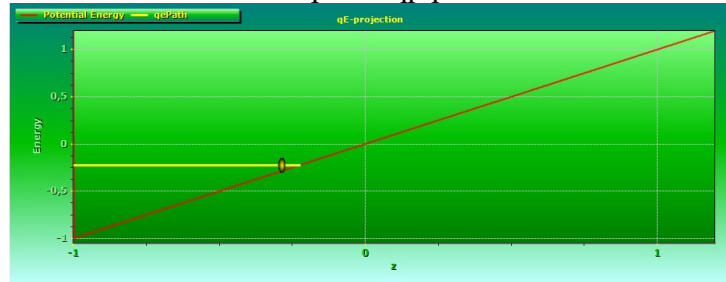 Potential Energy qePath
qE-projection
1
0,5
0
-0,5
-1
Energy
-1 0 1
z